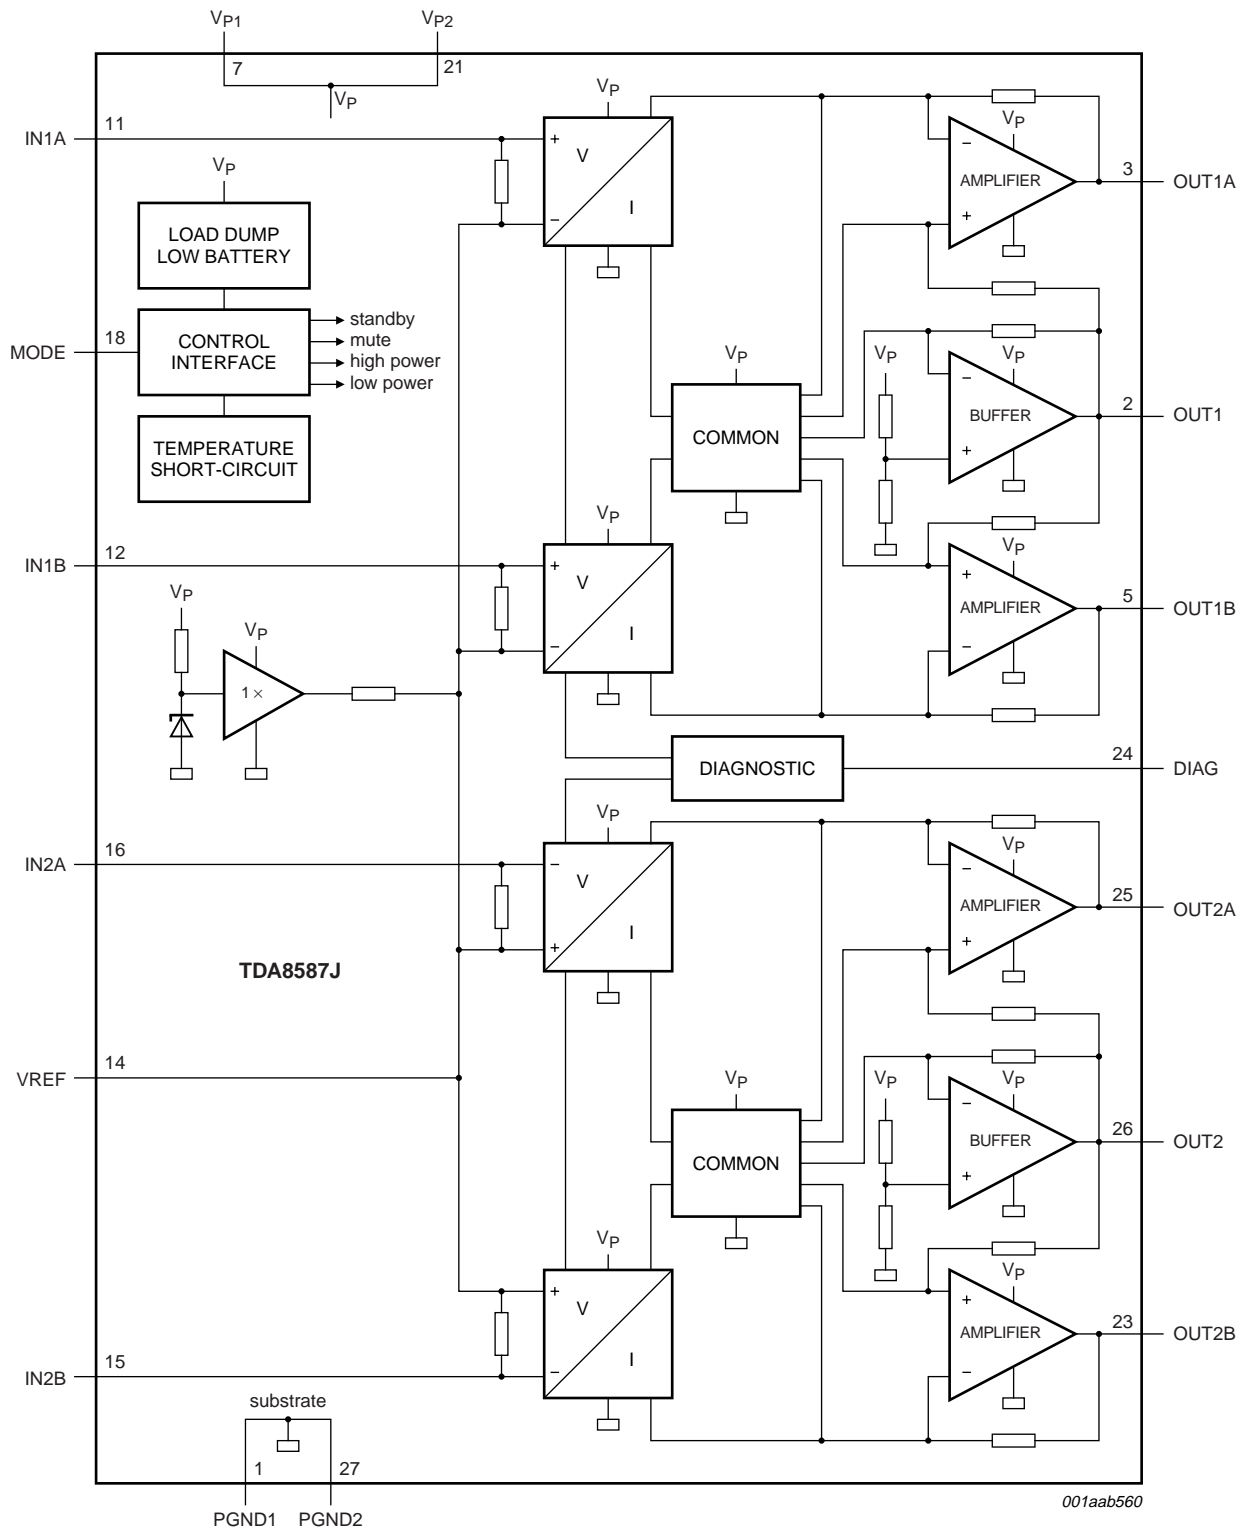 VP1
VP2
7
21
VP
IN1A
11
VP
LOAD DUMP
LOW BATTERY
MODE
18
CONTROL
INTERFACE
standby
mute
high power
low power
TEMPERATURE
SHORT-CIRCUIT
VP
+
V
−
I
VP
−
AMPLIFIER
+
3
OUT1A
VP
COMMON
VP
VP
−
BUFFER
+
2
OUT1
IN1B
12
VP
+
V
−
I
VP
+
AMPLIFIER
−
5
OUT1B
VP
VP
1 ×
DIAGNOSTIC
24
DIAG
IN2A
16
VP
−
V
+
I
VP
−
AMPLIFIER
+
25
OUT2A
TDA8587J
VREF
14
VP
COMMON
VP
VP
−
BUFFER
+
26
OUT2
IN2B
15
VP
+
V
−
I
VP
+
AMPLIFIER
−
23
OUT2B
substrate
1
27
PGND1
PGND2
001aab560